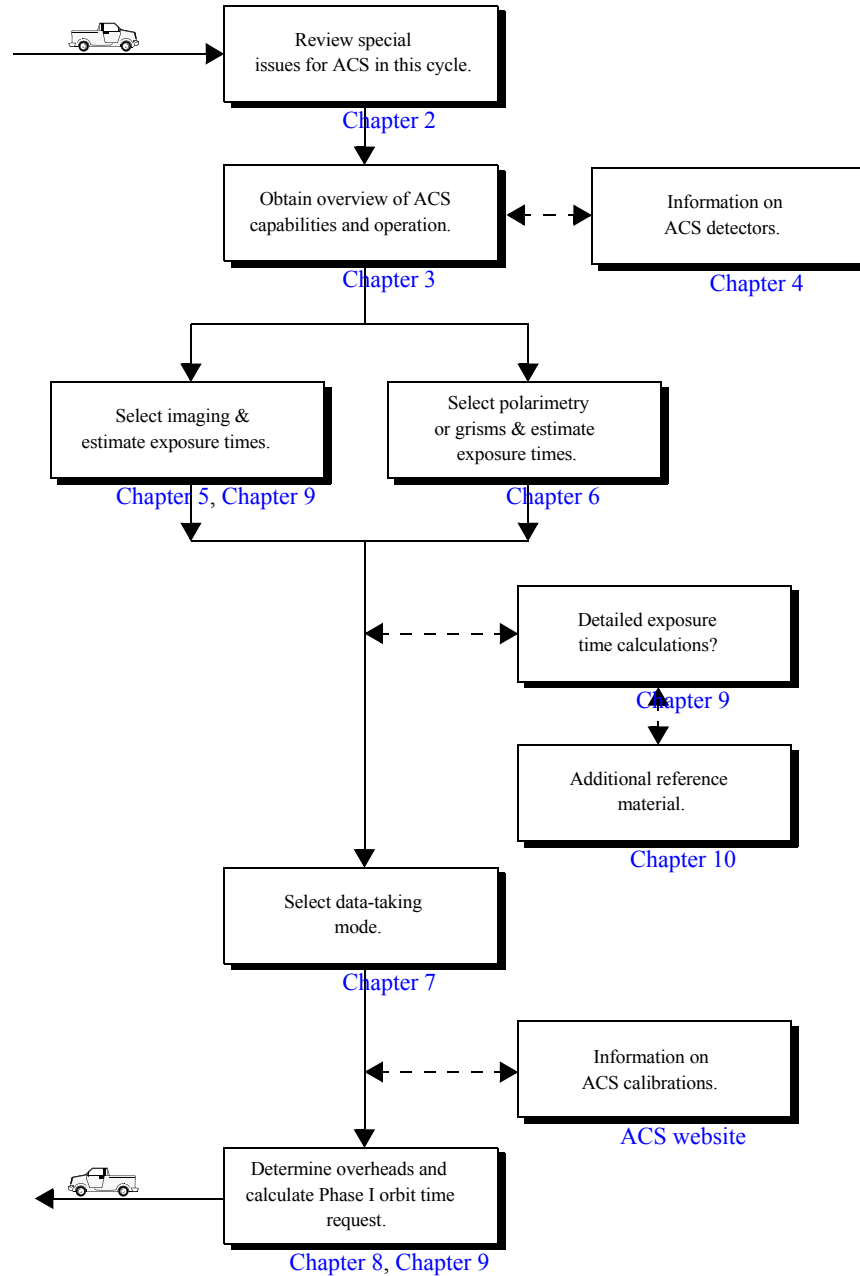 Review special
issues for ACS in this cycle.
Chapter 2
Obtain overview of ACS
capabilities and operation.
Chapter 3
Information on
ACS detectors.
Chapter 4
Select imaging &
estimate exposure times.
Chapter 5, Chapter 9
Select polarimetry
or grisms & estimate
exposure times.
Chapter 6
Detailed exposure
time calculations?
Chapter 9
Additional reference
material.
Chapter 10
Select data-taking
mode.
Chapter 7
Information on
ACS calibrations.
ACS website
Determine overheads and
calculate Phase I orbit time
request.
Chapter 8, Chapter 9